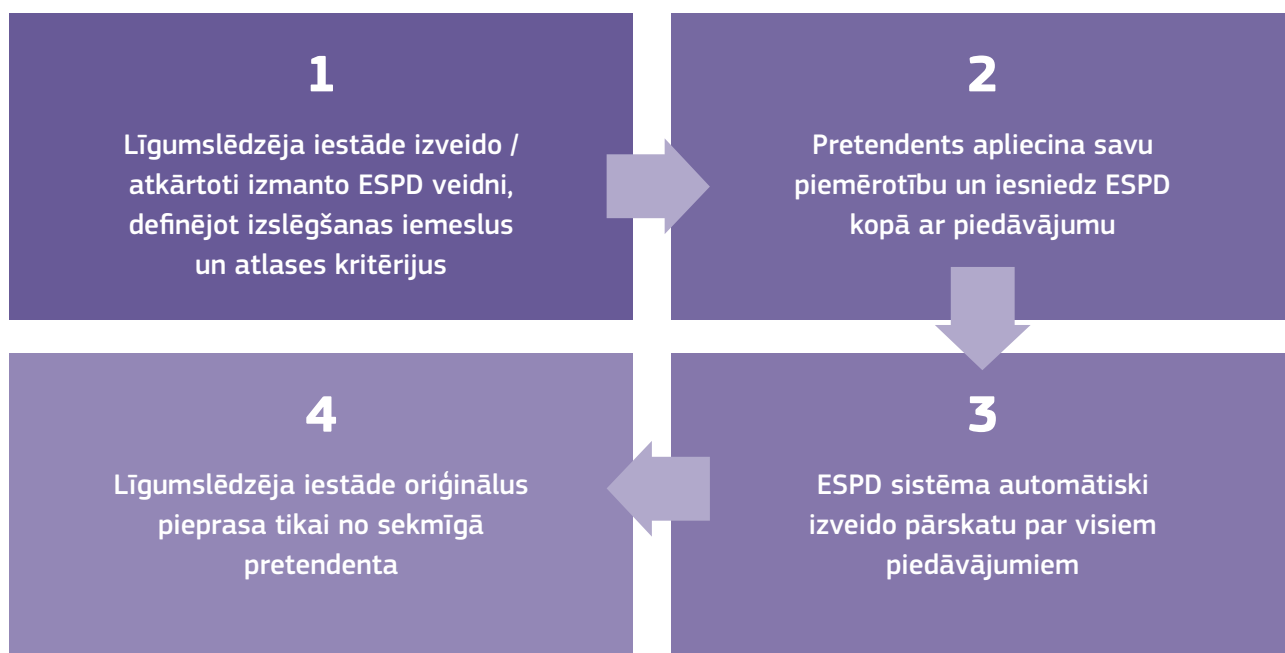 1
Līgumslēdzēja iestāde izveido /
atkārtoti izmanto ESPD veidni,
definējot izslēgšanas iemeslus
un atlases kritērijus
2
Pretendents apliecina savu
piemērotību un iesniedz ESPD
kopā ar piedāvājumu
3
ESPD sistēma automātiski
izveido pārskatu par visiem
piedāvājumiem
4
Līgumslēdzēja iestāde oriģinālus
pieprasa tikai no sekmīgā
pretendenta